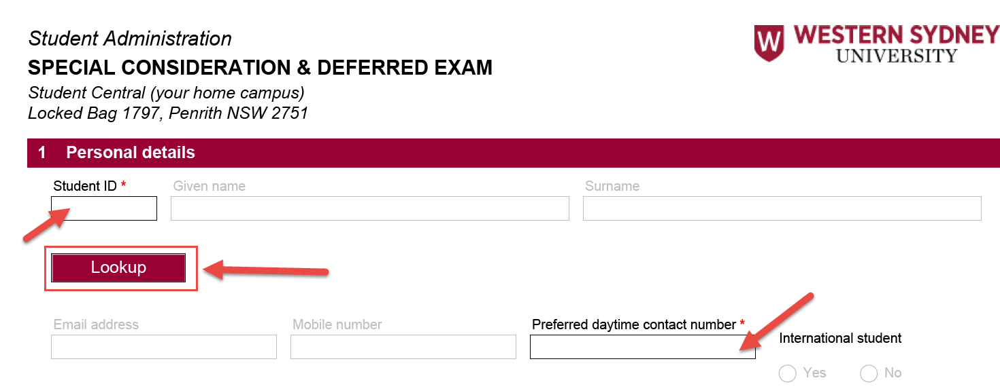 Student Administration
SPECIAL CONSIDERATION & DEFERRED EXAM
Student Central (your home campus)
Locked Bag 1797, Penrith NSW 2751
W WESTERN SYDNEY
UNIVERSITY
1 Personal details
Student ID * Given name Surname
Lookup
Email address Mobile number Preferred daytime contact number *
International student
Yes No